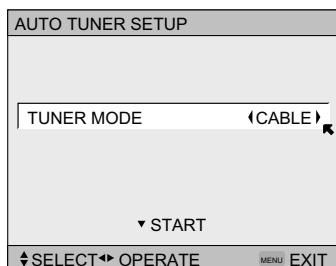 AUTO TUNER SETUP
TUNER MODE CABLE
START
SELECT OPERATE MENU EXIT